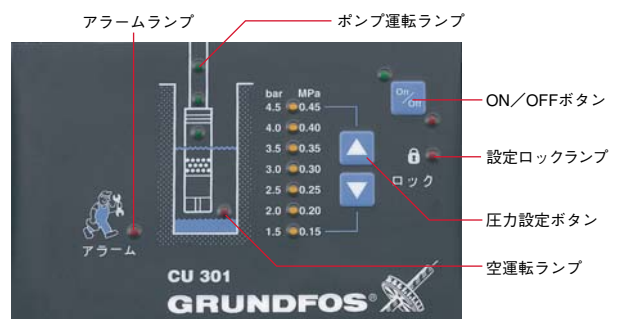 アラームランプ
ポンプ運転ランプ
bar MPa
4.5 0.45
4.0 0.40
3.5 0.35
3.0 0.30
2.5 0.25
2.0 0.20
1.5 0.15
On/Off
ON／OFFボタン
設定ロックランプ
ロック
圧力設定ボタン
アラーム
空運転ランプ
CU 301
GRUNDFOS®